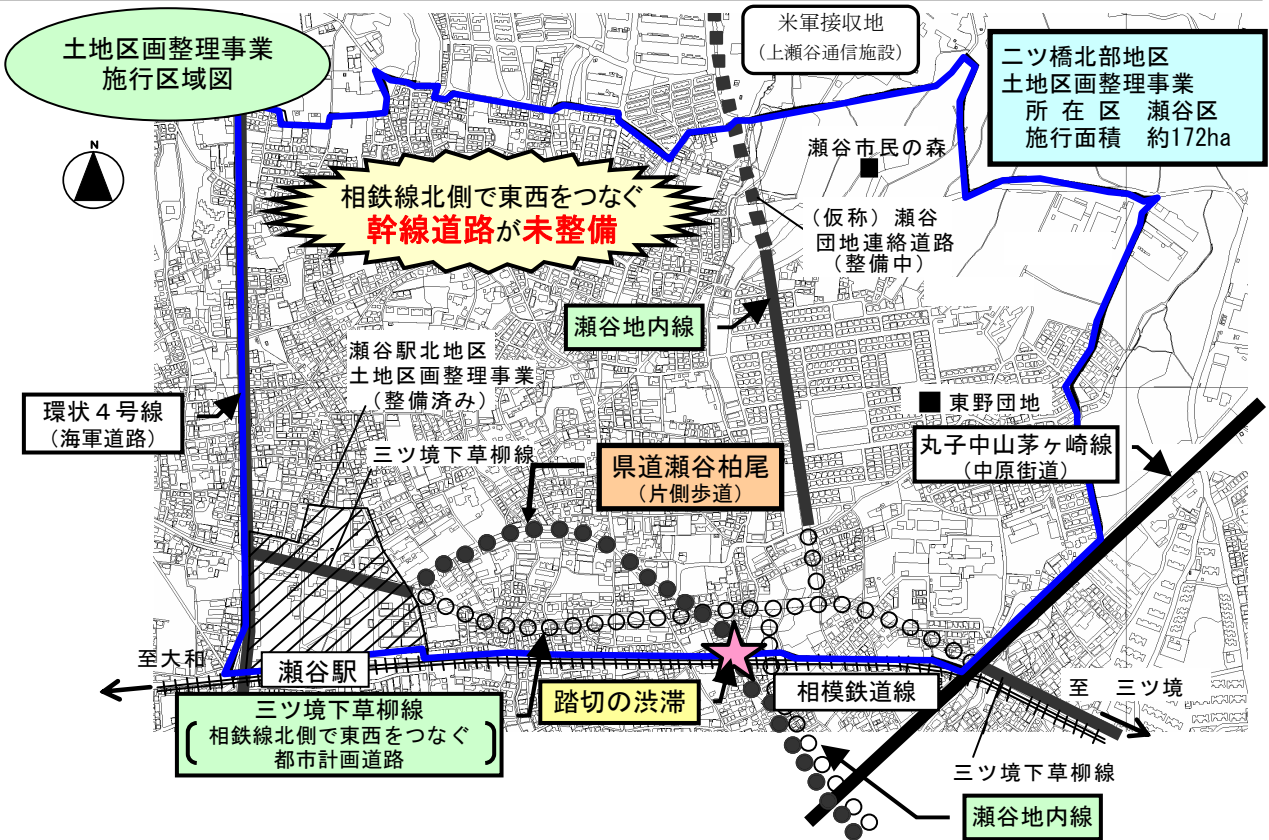 土地区画整理事業
施行区域図
米軍接収地
(上瀬谷通信施設)
二ツ橋北部地区
土地区画整理事業
所在区 瀬谷区
施行面積 約172ha
N
瀬谷市民の森
相鉄線北側で東西をつなぐ
幹線道路が未整備
(仮称)瀬谷
団地連絡道路
(整備中)
瀬谷地内線
瀬谷駅北地区
土地区画整理事業
(整備済み)
環状4号線
(海軍道路)
東野団地
三ツ境下草柳線
県道瀬谷柏尾
(片側歩道)
丸子中山茅ヶ崎線
(中原街道)
至大和
瀬谷駅
踏切の渋滞
相模鉄道線
至 三ツ境
三ツ境下草柳線
相鉄線北側で東西をつなぐ
都市計画道路
三ツ境下草柳線
瀬谷地内線